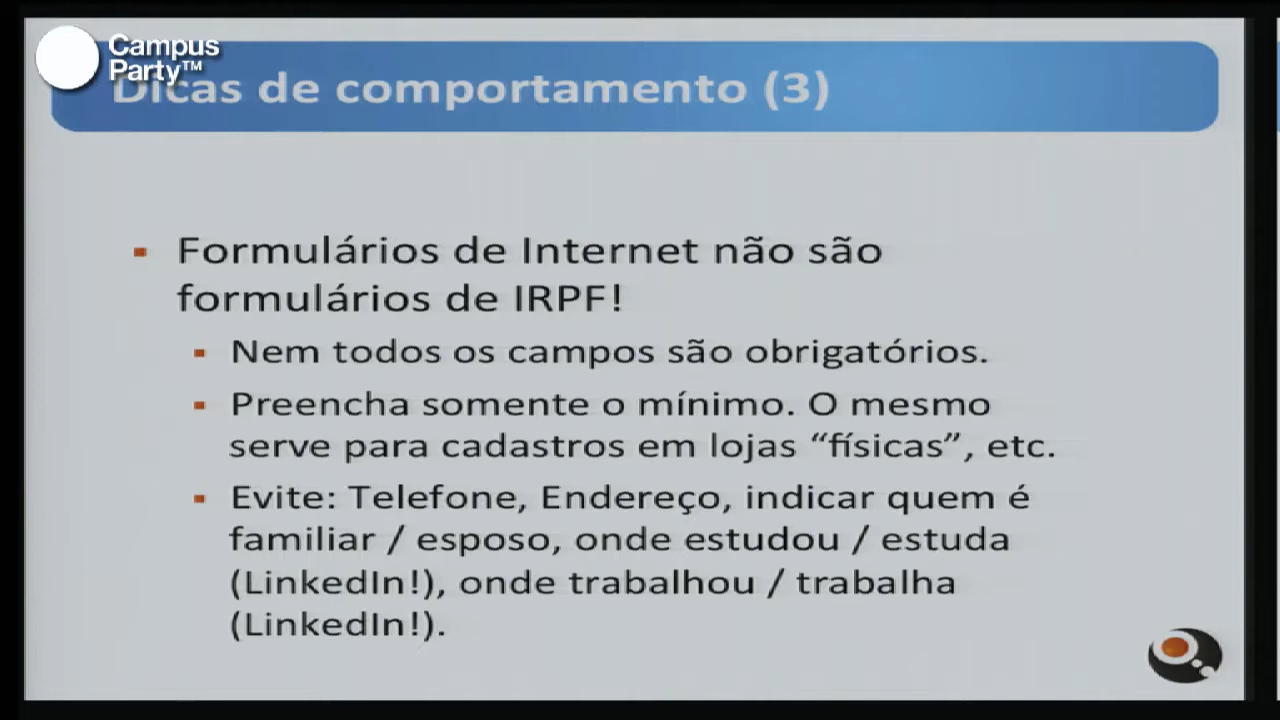 Campus
Party™
Dicas de comportamento (3)
▪ Formulários de Internet não são
formulários de IRPF!
▪ Nem todos os campos são obrigatórios.
▪ Preencha somente o mínimo. O mesmo
serve para cadastros em lojas “físicas”, etc.
▪ Evite: Telefone, Endereço, indicar quem é
familiar / esposo, onde estudou / estuda
(LinkedIn!), onde trabalhou / trabalha
(LinkedIn!).